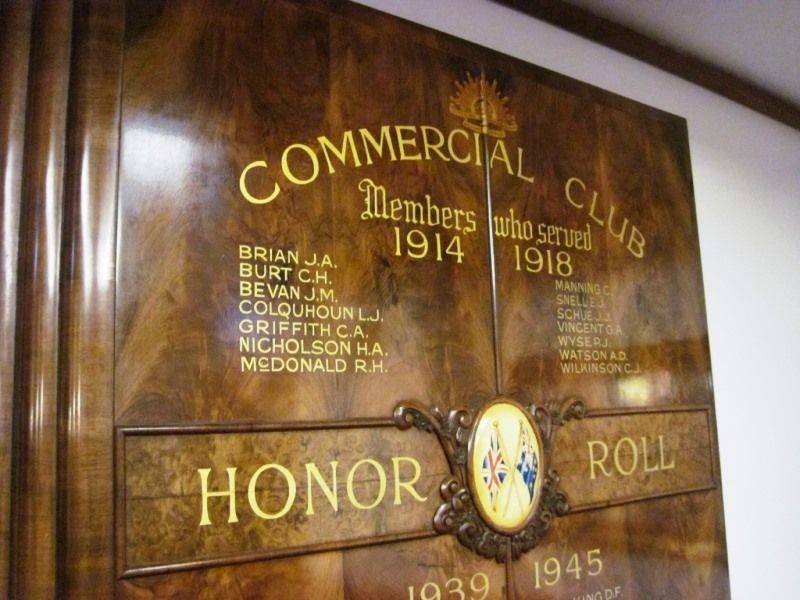 COMMERCIAL CLUB
Members who served
1914 1918
BRIAN J.A.
BURT C.H.
BEVAN J.M.
COLQUHOUN L.J.
GRIFFITH C.A.
NICHOLSON H.A.
McDONALD R.H.
MANNING C.
SNELL E.J.
SCHUE J.J.
VINCENT G.A.
WYSE P.J.
WATSON A.D.
WILKINSON C.J.
HONOR ROLL
1939 1945
D.F.